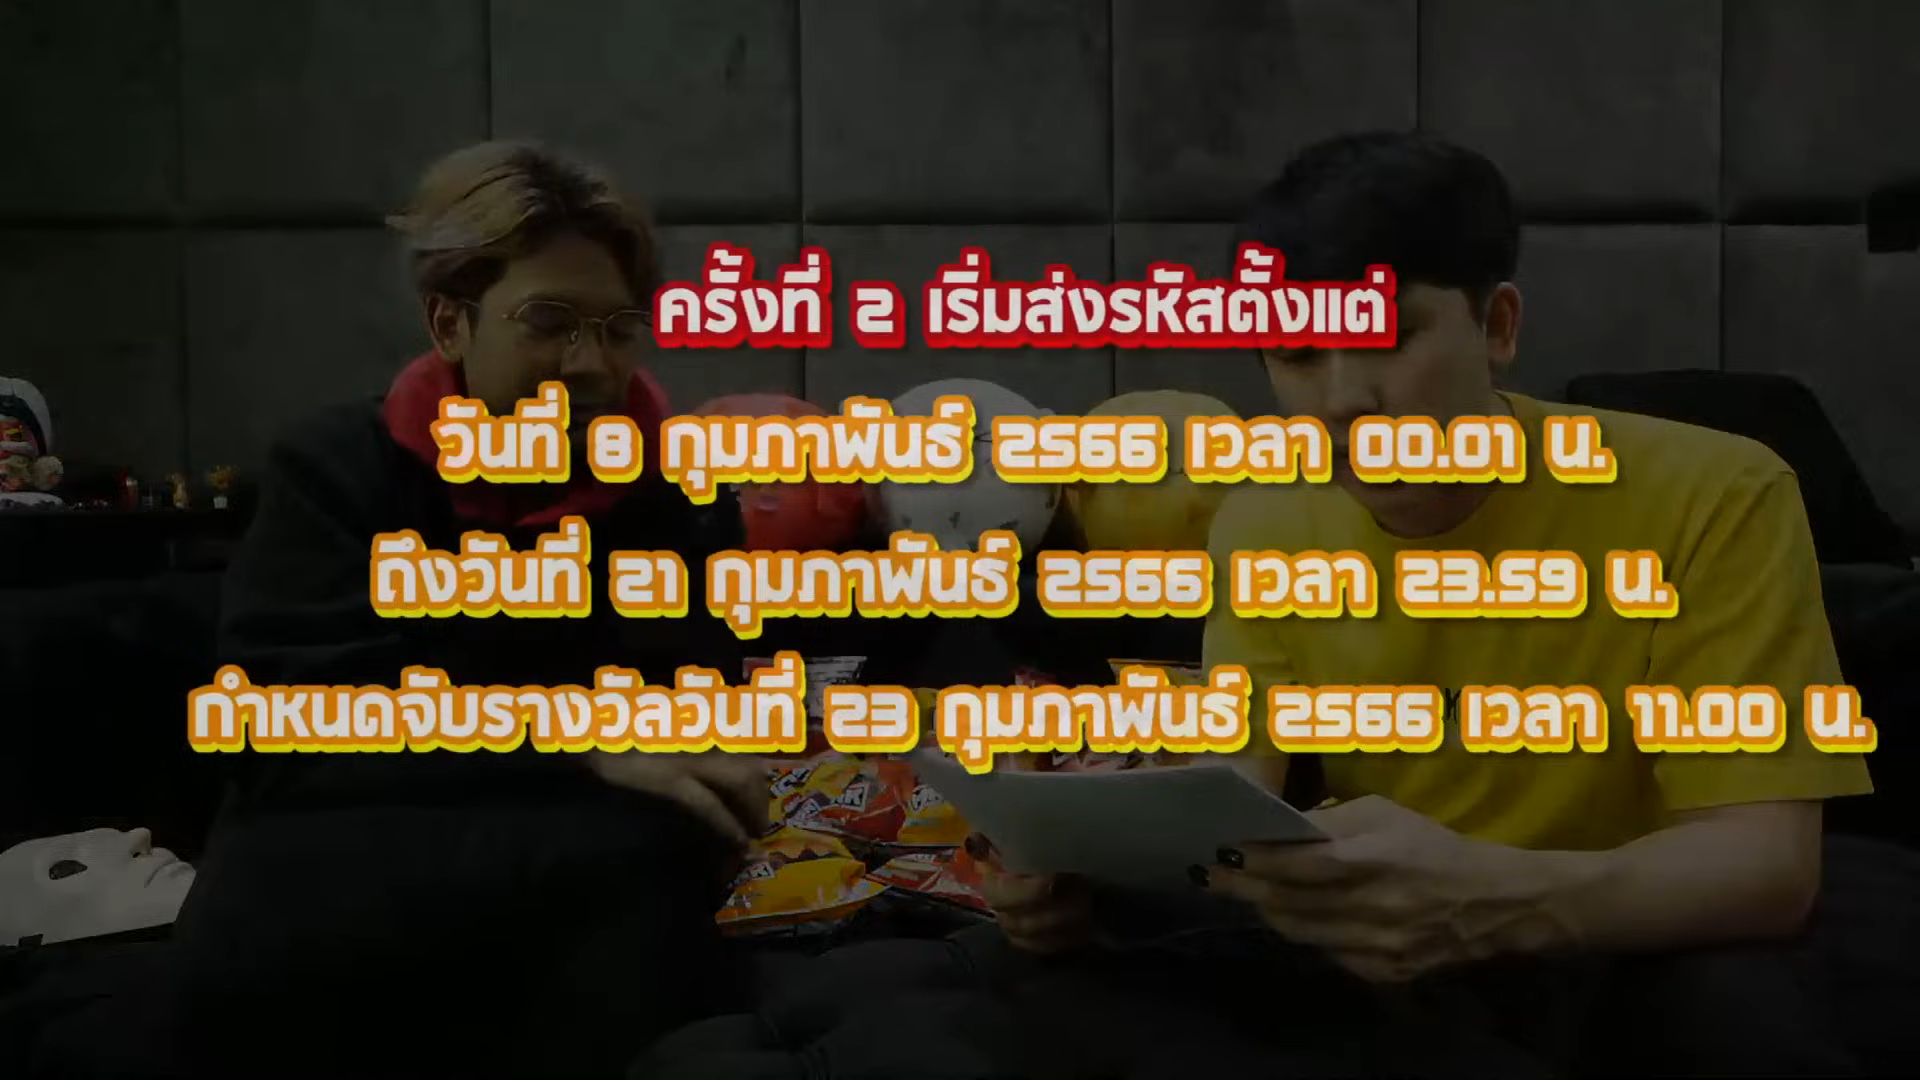 ครั้งที่ 2 เริ่มส่งรหัสตั้งแต่
วันที่ 8 กุมภาพันธ์ 2566 เวลา 00.01 น.
ถึงวันที่ 21 กุมภาพันธ์ 2566 เวลา 23.59 น.
กำหนดจับรางวัลวันที่ 23 กุมภาพันธ์ 2566 เวลา 11.00 น.